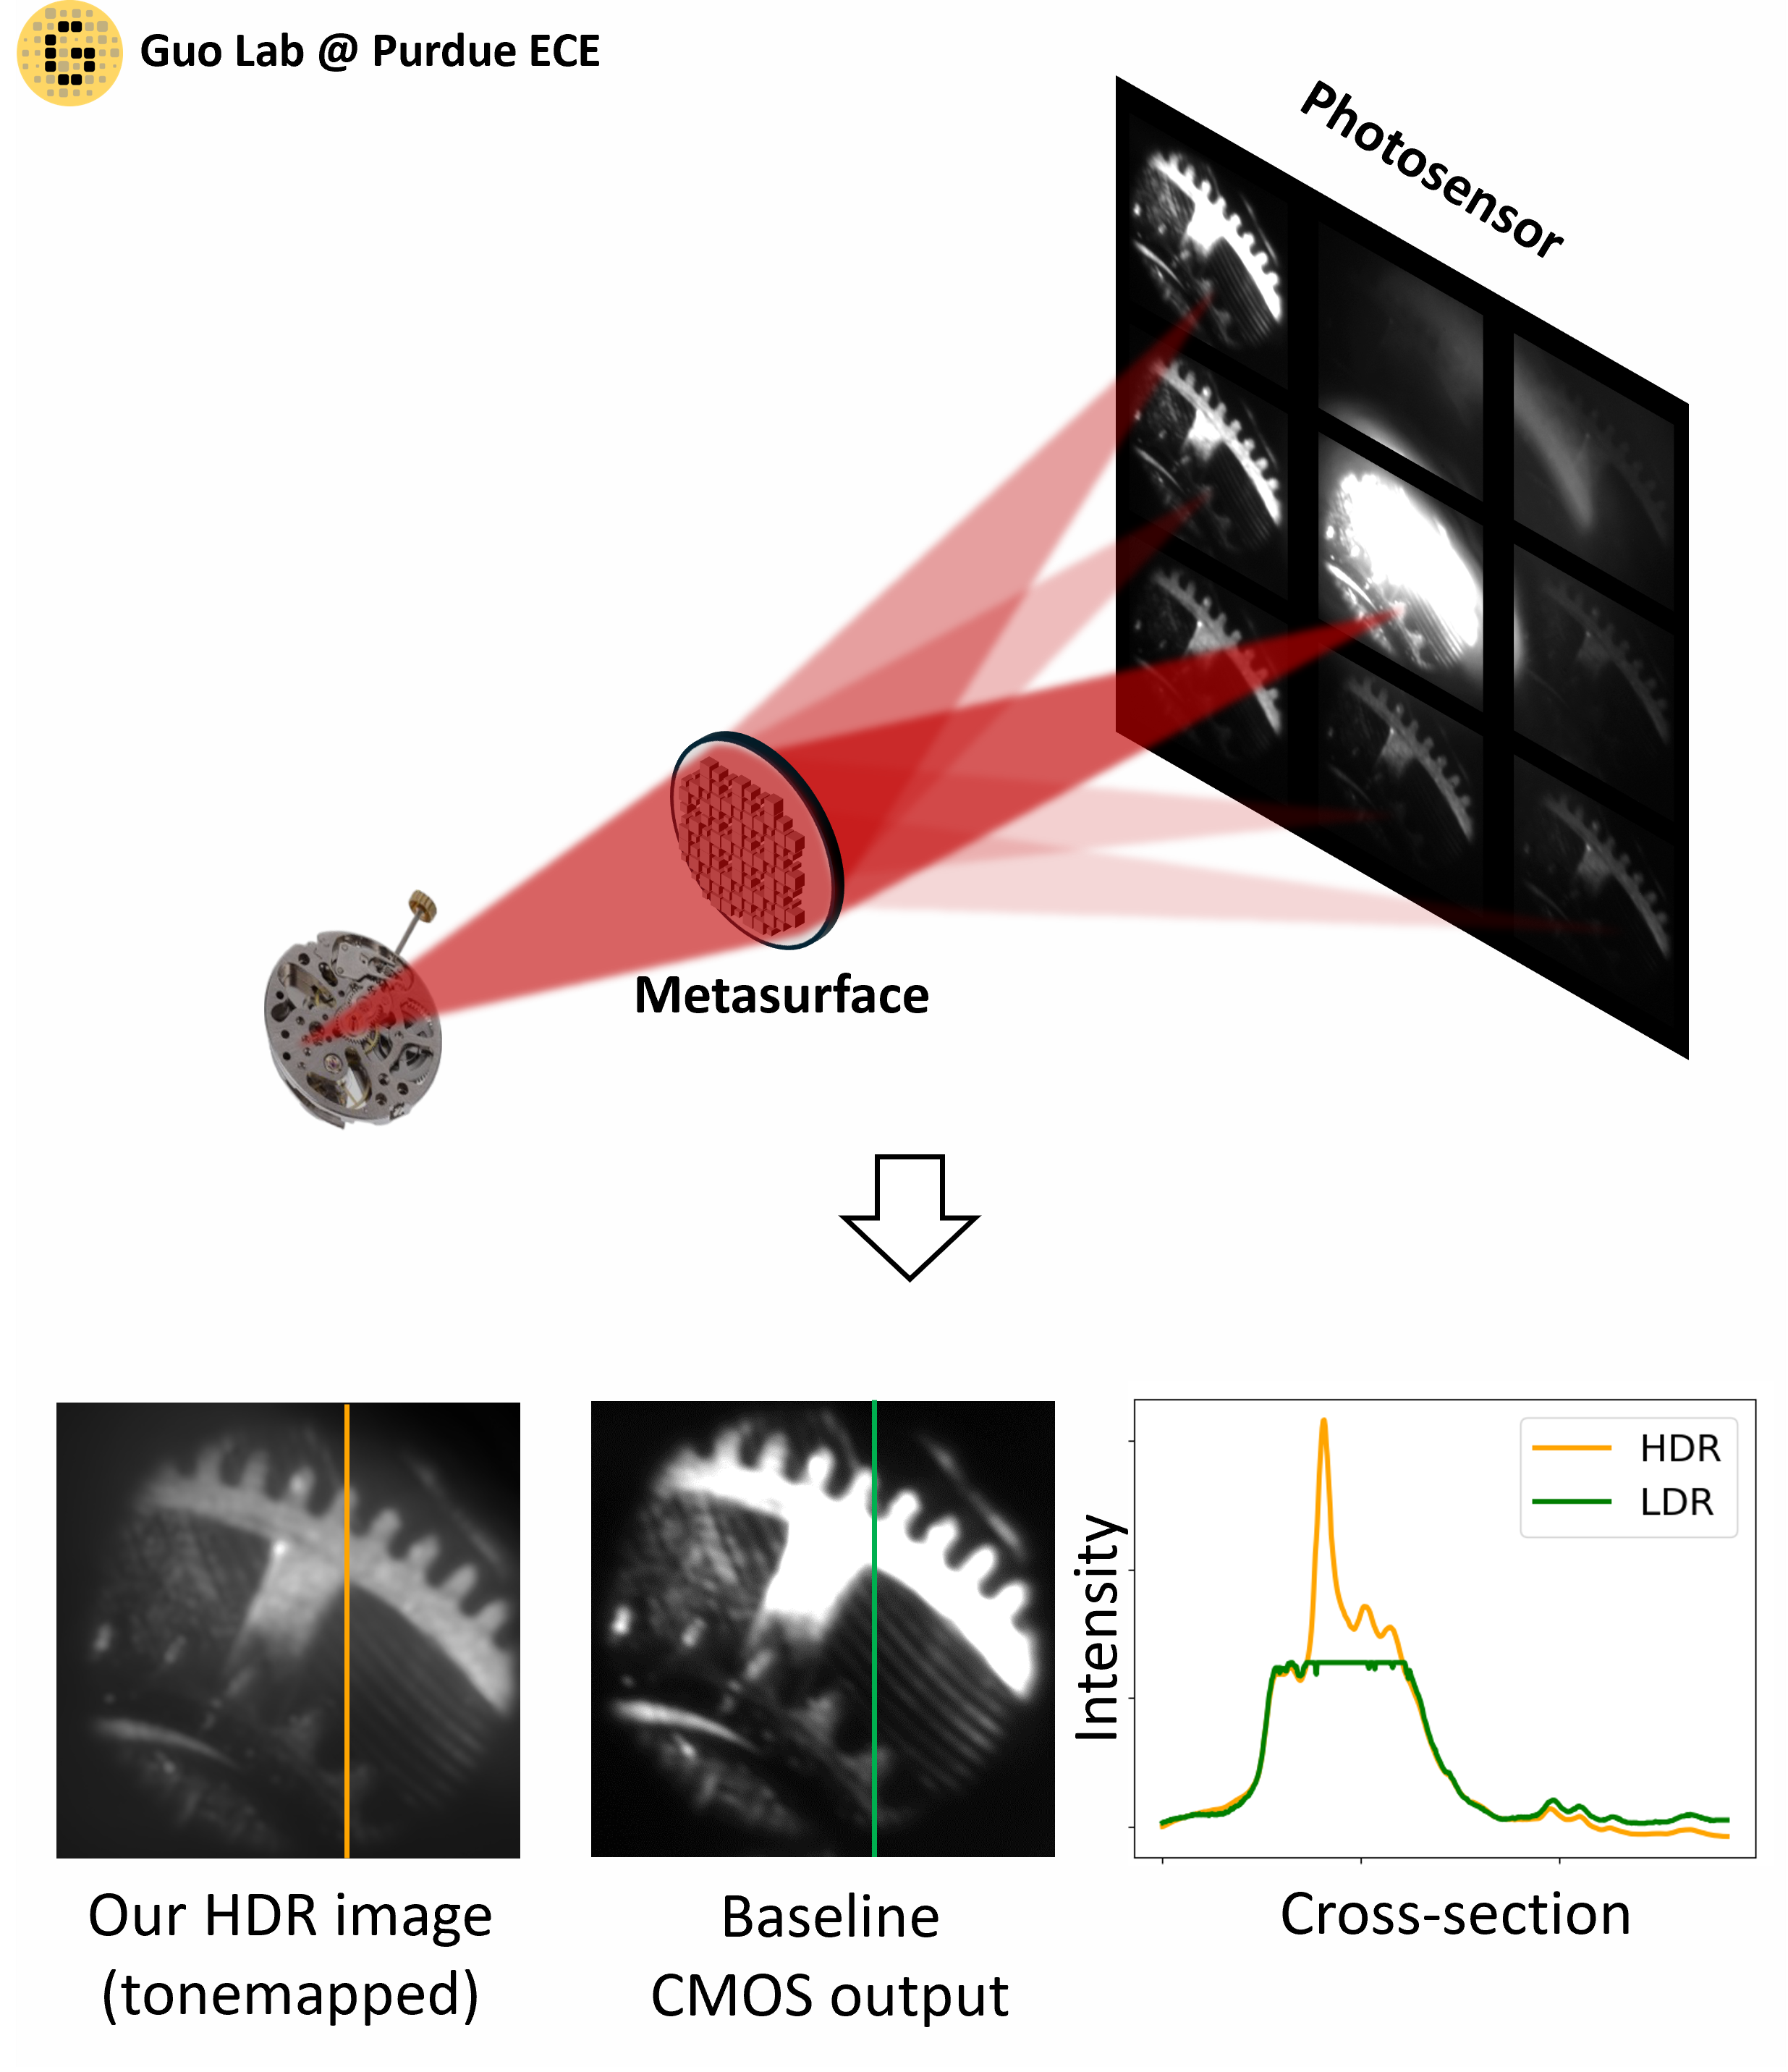 Guo Lab @ Purdue ECE
Photosensor
Metasurface
HDR
LDR
Intensity
Our HDR image
(tonemapped)
Baseline
CMOS output
Cross-section